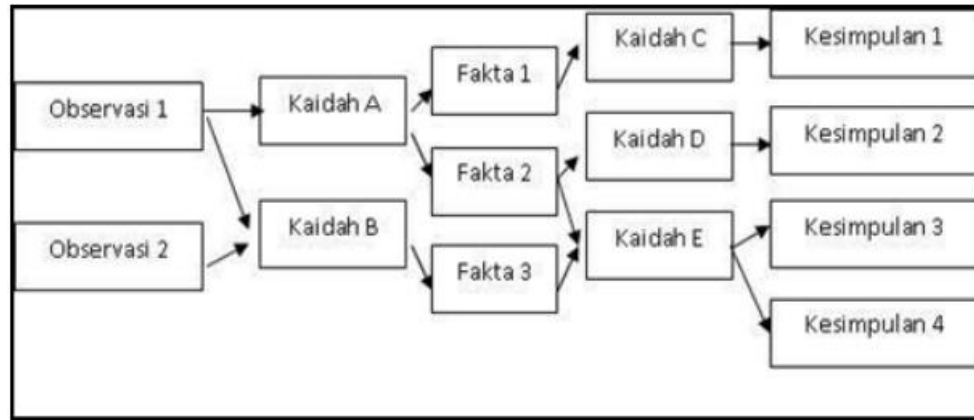 Observasi 1
Observasi 2
Kaidah A
Kaidah B
Fakta 1
Fakta 2
Fakta 3
Kaidah C
Kaidah D
Kaidah E
Kesimpulan 1
Kesimpulan 2
Kesimpulan 3
Kesimpulan 4